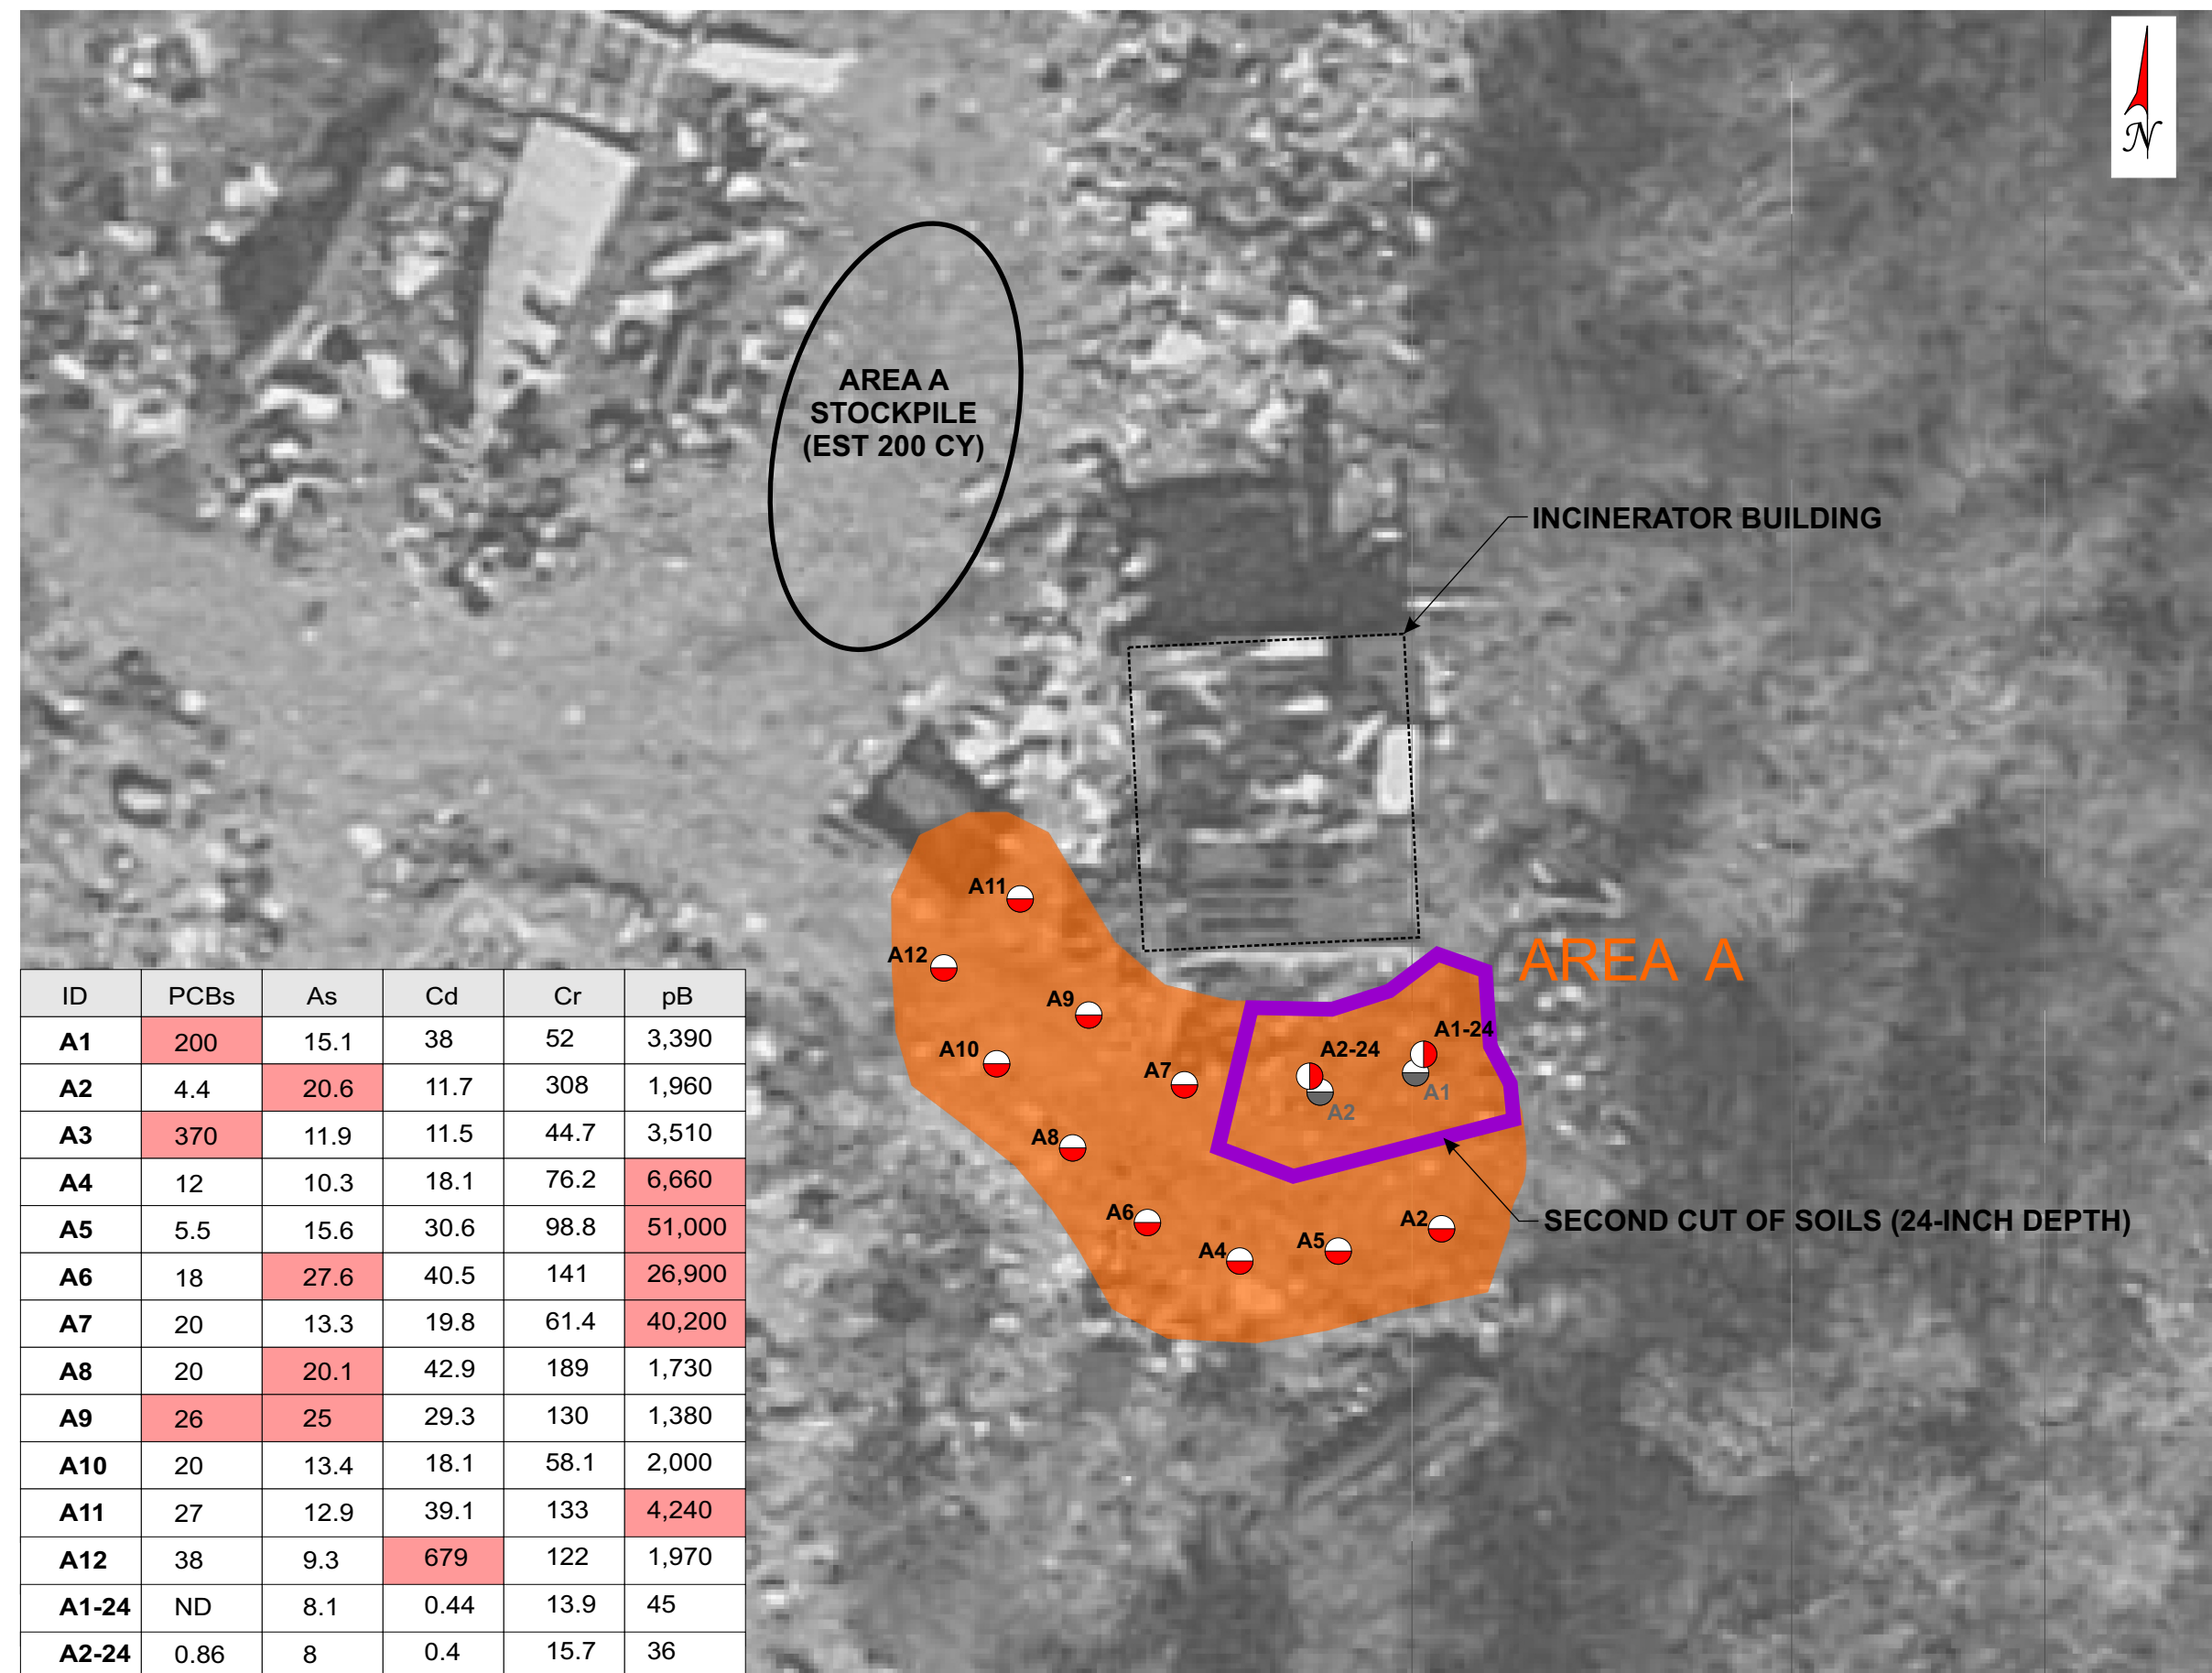 N
AREA A
STOCKPILE
(EST 200 CY)
INCINERATOR BUILDING
AREA A
A11
A12
A9
A10
A7
A8
A6
A4
A5
A2
A2-24
A2
A1-24
A1
SECOND CUT OF SOILS (24-INCH DEPTH)
ID PCBs As Cd Cr pB
A1 200 15.1 38 52 3,390
A2 4.4 20.6 11.7 308 1,960
A3 370 11.9 11.5 44.7 3,510
A4 12 10.3 18.1 76.2 6,660
A5 5.5 15.6 30.6 98.8 51,000
A6 18 27.6 40.5 141 26,900
A7 20 13.3 19.8 61.4 40,200
A8 20 20.1 42.9 189 1,730
A9 26 25 29.3 130 1,380
A10 20 13.4 18.1 58.1 2,000
A11 27 12.9 39.1 133 4,240
A12 38 9.3 679 122 1,970
A1-24 ND 8.1 0.44 13.9 45
A2-24 0.86 8 0.4 15.7 36